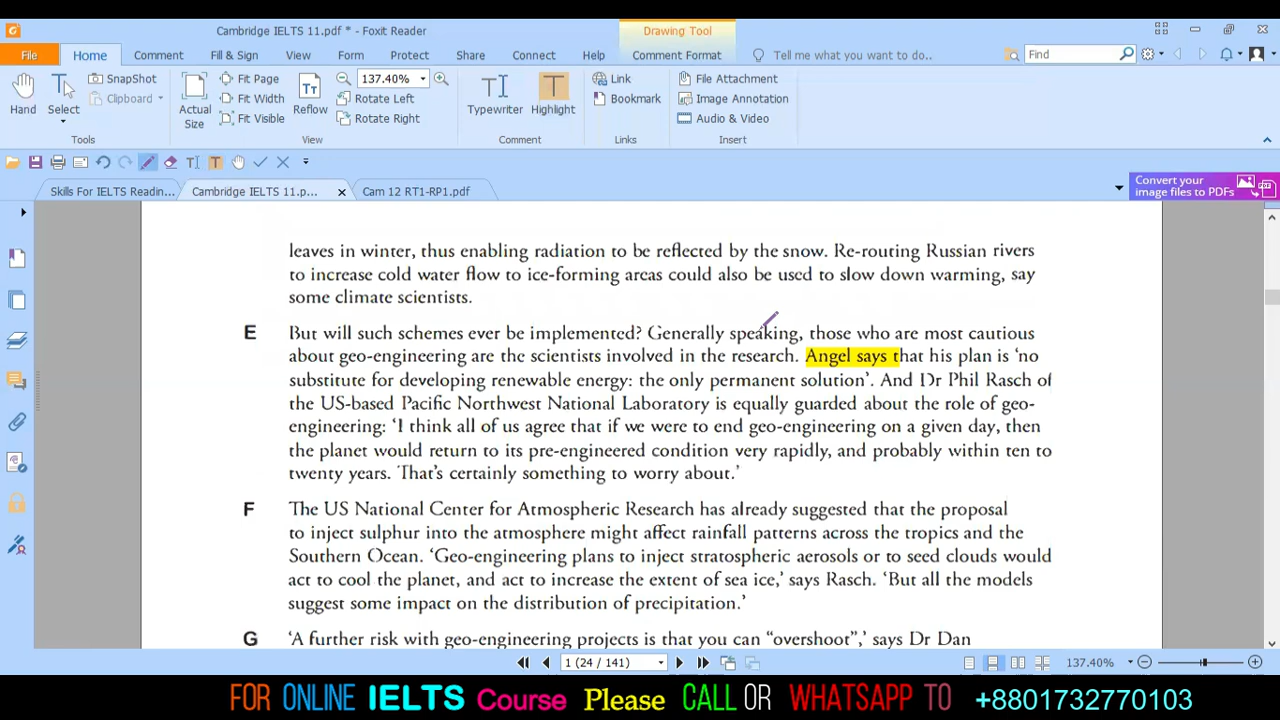 Cambridge IELTS 11.pdf * - Foxit Reader
Drawing Tool
File Home Comment Fill & Sign View Form Protect Share Connect Help Comment Format Tell me what you want to do.. Find
Hand
Select
SnapShot
Clipboard
Tools
Actual Size
Fit Page
Fit Width
Fit Visible
Reflow
137.40%
Rotate Left
Rotate Right
View
Typewriter
Highlight
Comment
Link
Bookmark
Links
File Attachment
Image Annotation
Audio & Video
Insert
Skills For IELTS Readin... Cambridge IELTS 11.p... Cam 12 RT1-RP1.pdf
Convert your
image files to PDFs
leaves in winter, thus enabling radiation to be reflected by the snow. Re-routing Russian rivers
to increase cold water flow to ice-forming areas could also be used to slow down warming, say
some climate scientists.
E But will such schemes ever be implemented? Generally speaking, those who are most cautious
about geo-engineering are the scientists involved in the research. Angel says that his plan is ‘no
substitute for developing renewable energy: the only permanent solution’. And Dr Phil Rasch of
the US-based Pacific Northwest National Laboratory is equally guarded about the role of geo-
engineering: ‘I think all of us agree that if we were to end geo-engineering on a given day, then
the planet would return to its pre-engineered condition very rapidly, and probably within ten to
twenty years. That’s certainly something to worry about.’
F The US National Center for Atmospheric Research has already suggested that the proposal
to inject sulphur into the atmosphere might affect rainfall patterns across the tropics and the
Southern Ocean. ‘Geo-engineering plans to inject stratospheric aerosols or to seed clouds would
act to cool the planet, and act to increase the extent of sea ice,’ says Rasch. ‘But all the models
suggest some impact on the distribution of precipitation.’
G ‘A further risk with geo-engineering projects is that you can “overshoot”,’ says Dr Dan
1 (24 / 141)
137.40%
FOR ONLINE IELTS Course Please CALL OR WHATSAPP TO +8801732770103